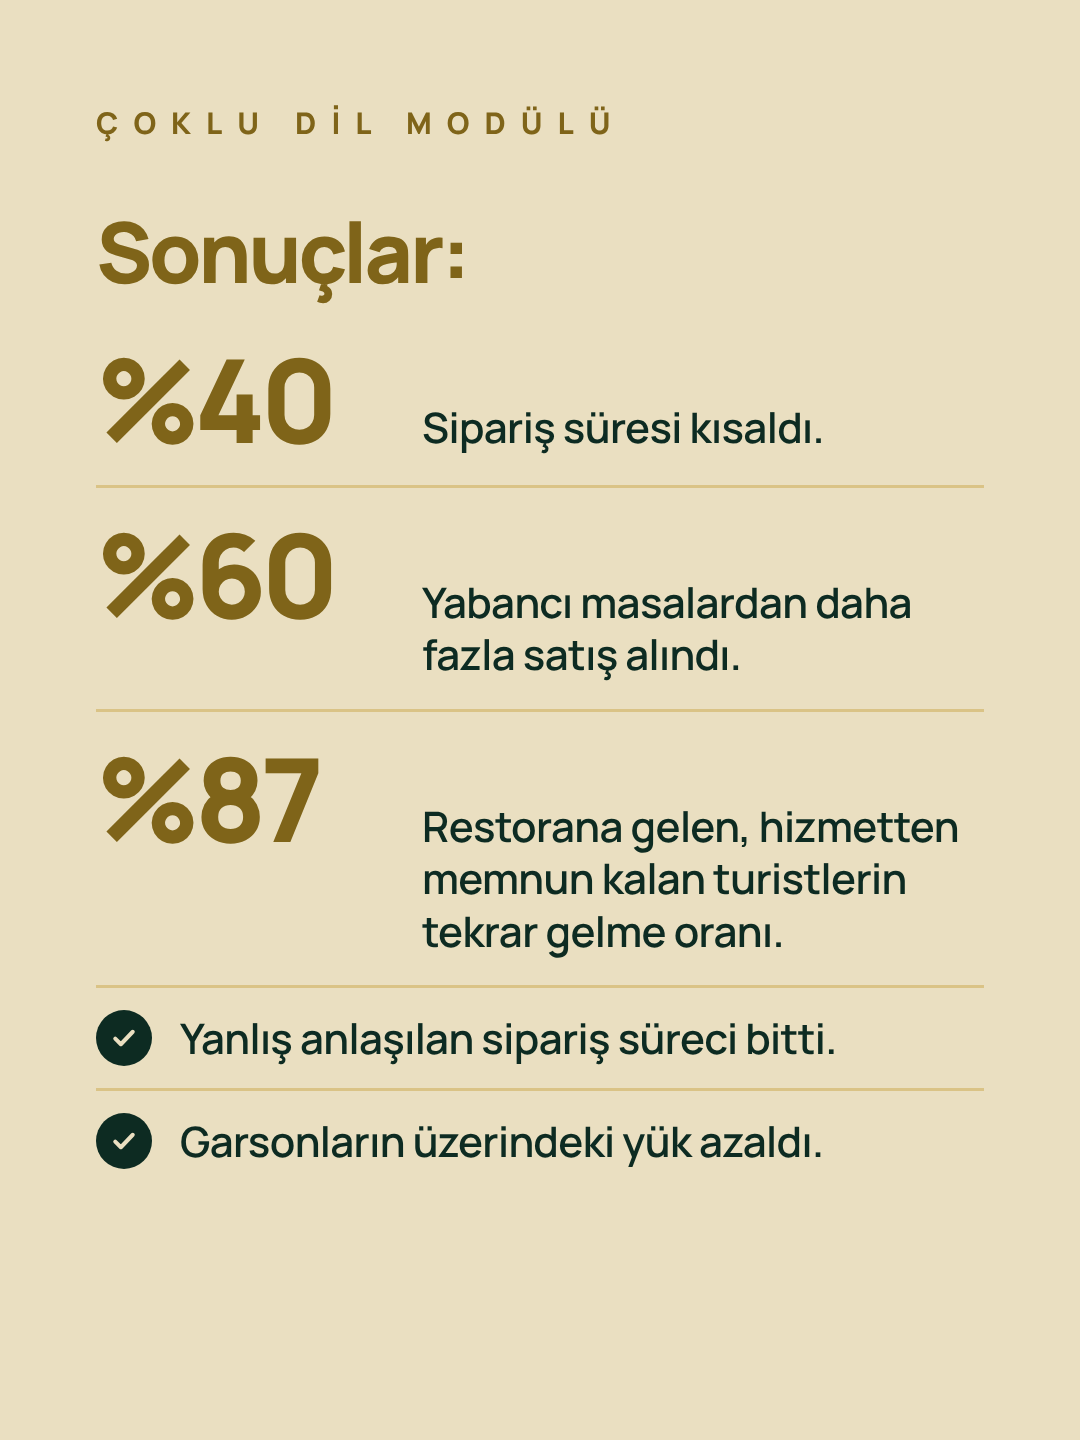 ÇOKLU DİL MODÜLÜ
Sonuçlar:
%40
Sipariş süresi kısaldı.
%60
Yabancı masalardan daha
fazla satış alındı.
%87
Restorana gelen, hizmetten
memnun kalan turistlerin
tekrar gelme oranı.
Yanlış anlaşılan sipariş süreci bitti.
Garsonların üzerindeki yük azaldı.